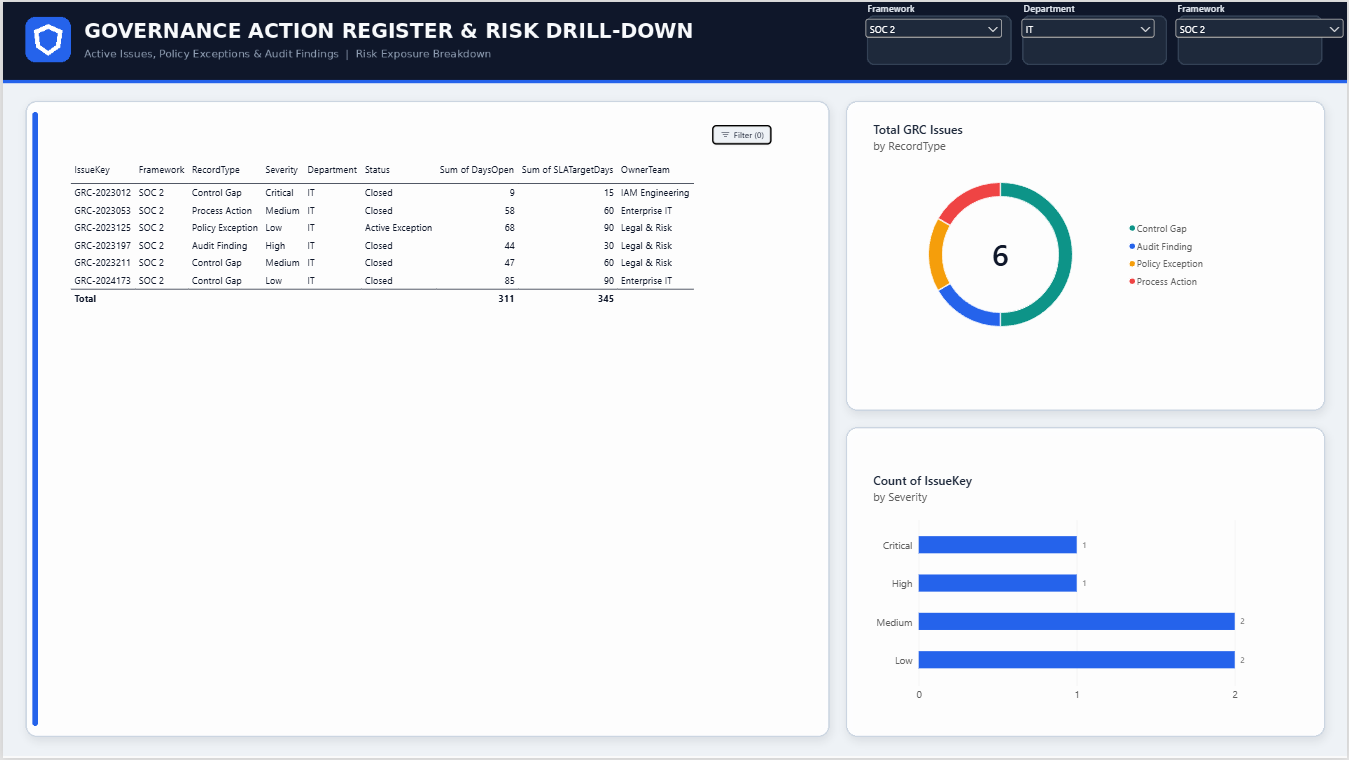 GOVERNANCE ACTION REGISTER & RISK DRILL-DOWN
Active Issues, Policy Exceptions & Audit Findings | Risk Exposure Breakdown
Framework
SOC 2
Department
IT
Framework
SOC 2
Filter (0)
IssueKey Framework RecordType Severity Department Status Sum of DaysOpen Sum of SLATargetDays OwnerTeam
GRC-2023012 SOC 2 Control Gap Critical IT Closed 9 15 IAM Engineering
GRC-2023053 SOC 2 Process Action Medium IT Closed 58 60 Enterprise IT
GRC-2023125 SOC 2 Policy Exception Low IT Active Exception 68 90 Legal & Risk
GRC-2023197 SOC 2 Audit Finding High IT Closed 44 30 Legal & Risk
GRC-2023211 SOC 2 Control Gap Medium IT Closed 47 60 Legal & Risk
GRC-2024173 SOC 2 Control Gap Low IT Closed 85 90 Enterprise IT
Total 311 345
Total GRC Issues
by RecordType
6
Control Gap
Audit Finding
Policy Exception
Process Action
Count of IssueKey
by Severity
Critical 1
High 1
Medium 2
Low 2
0 1 2